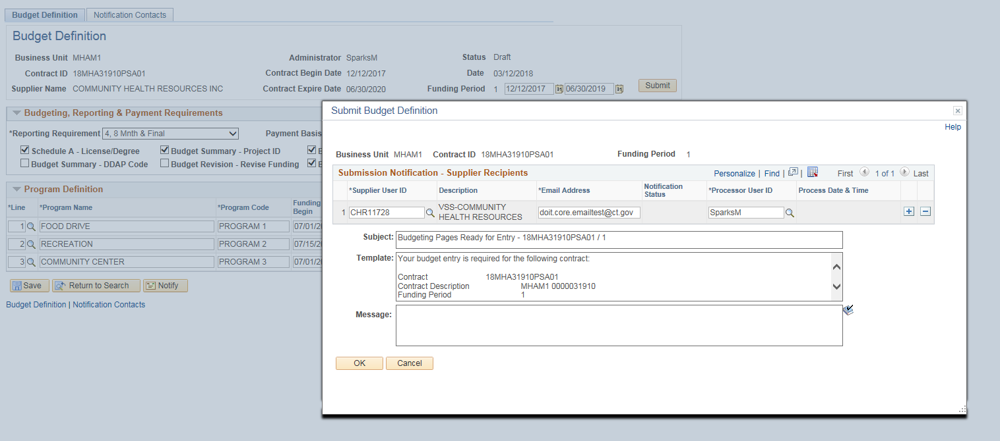 Budget Definition Notification Contacts
Budget Definition
Business Unit MHAM1 Administrator SparksM Status Draft
Contract ID 18MHA31910PSA01 Contract Begin Date 12/12/2017 Date 03/12/2018
Supplier Name COMMUNITY HEALTH RESOURCES INC Contract Expire Date 06/30/2020 Funding Period 1 12/12/2017 06/30/2019 Submit
Budgeting, Reporting & Payment Requirements
*Reporting Requirement 4, 8 Mnth & Final Payment Basis
Schedule A - License/Degree Budget Summary - Project ID
Budget Summary - DDAP Code Budget Revision - Revise Funding
Program Definition
*Line *Program Name *Program Code Funding Begin
1 FOOD DRIVE PROGRAM 1 07/01/20
2 RECREATION PROGRAM 2 07/15/20
3 COMMUNITY CENTER PROGRAM 3 07/01/20
Save Return to Search Notify
Budget Definition | Notification Contacts
Submit Budget Definition
Help
Business Unit MHAM1 Contract ID 18MHA31910PSA01 Funding Period 1
Submission Notification - Supplier Recipients Personalize | Find | | First 1 of 1 Last
*Supplier User ID Description *Email Address Notification Status *Processor User ID Process Date & Time
1 CHR11728 VSS-COMMUNITY HEALTH RESOURCES doit.core.emailtest@ct.gov SparksM
Subject: Budgeting Pages Ready for Entry - 18MHA31910PSA01 / 1
Template: Your budget entry is required for the following contract:
Contract 18MHA31910PSA01
Contract Description MHAM1 0000031910
Funding Period 1
Message:
OK Cancel